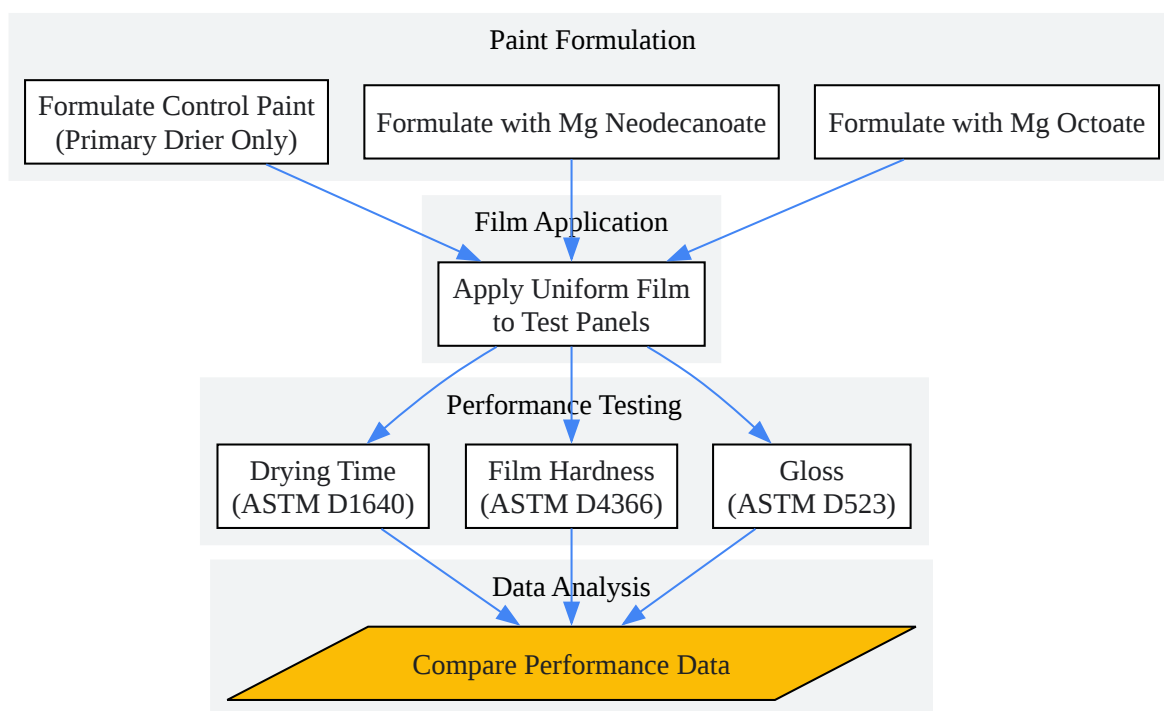 Paint Formulation
Formulate Control Paint
(Primary Drier Only)
Formulate with Mg Neodecanoate
Formulate with Mg Octoate
Film Application
Apply Uniform Film
to Test Panels
Performance Testing
Drying Time
(ASTM D1640)
Film Hardness
(ASTM D4366)
Gloss
(ASTM D523)
Data Analysis
Compare Performance Data